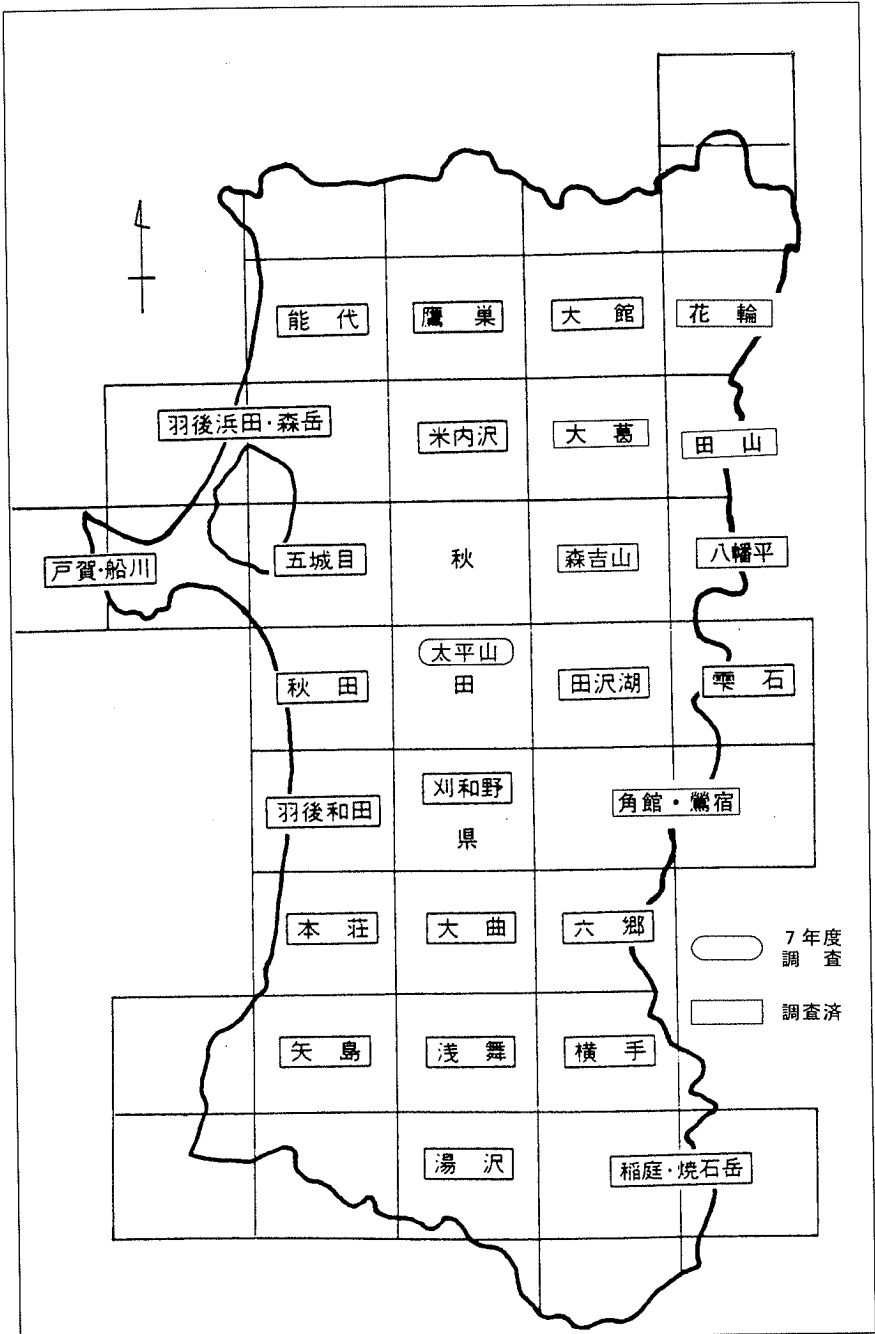 能代
鷹巣
大館
花輪
羽後浜田・森岳
米内沢
大葛
田山
戸賀・船川
五城目
秋
森吉山
八幡平
秋田
太平山
田
田沢湖
雫石
羽後和田
刈和野
県
角館・鶯宿
本荘
大曲
六郷
7年度
調査
調査済
矢島
浅舞
横手
湯沢
稲庭・焼石岳